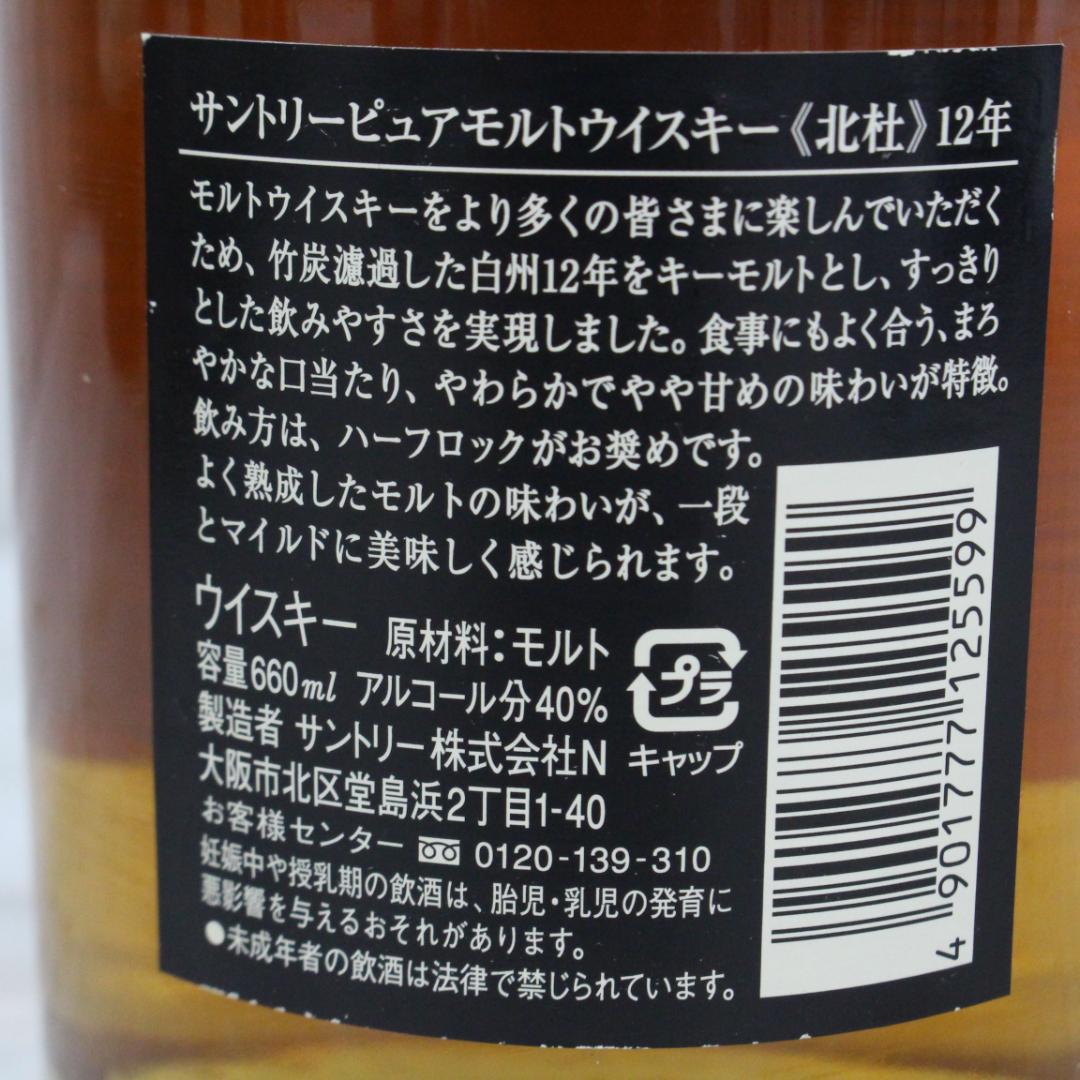 サントリーピュアモルトウイスキー《北杜》12年
モルトウイスキーをより多くの皆さまに楽しんでいただく
ため、竹炭濾過した白州12年をキーモルトとし、すっきり
とした飲みやすさを実現しました。食事にもよく合う、まろ
やかな口当たり、やわらかでやや甘めの味わいが特徴。
飲み方は、ハーフロックがお奨めです。
よく熟成したモルトの味わいが、一段
とマイルドに美味しく感じられます。
ウイスキー 原材料：モルト
容量660ml アルコール分40%
製造者 サントリー株式会社N
大阪市北区堂島浜2丁目1-40
お客様センター 0120-139-310
妊娠中や授乳期の飲酒は、胎児・乳児の発育に
悪影響を与えるおそれがあります。
●未成年者の飲酒は法律で禁じられています。
プラ
キャップ
4 901777 125599